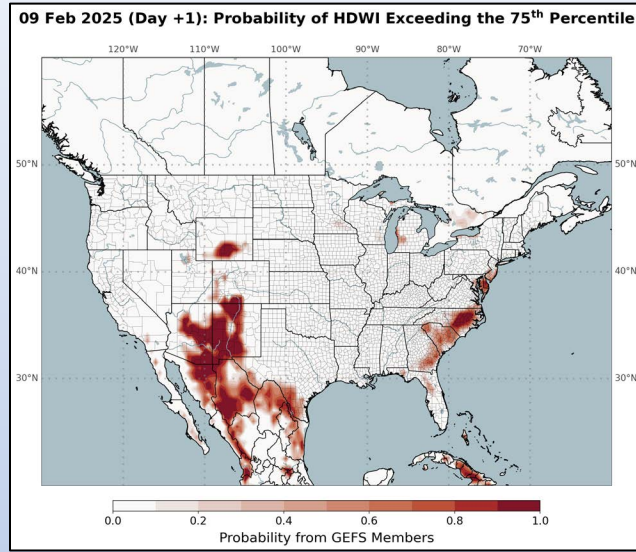 09 Feb 2025 (Day +1): Probability of HDWI Exceeding the 75th Percentile
120°W 110°W 100°W 90°W 80°W 70°W
50°N 50°N
40°N 40°N
30°N 30°N
0.0 0.2 0.4 0.6 0.8 1.0
Probability from GEFS Members